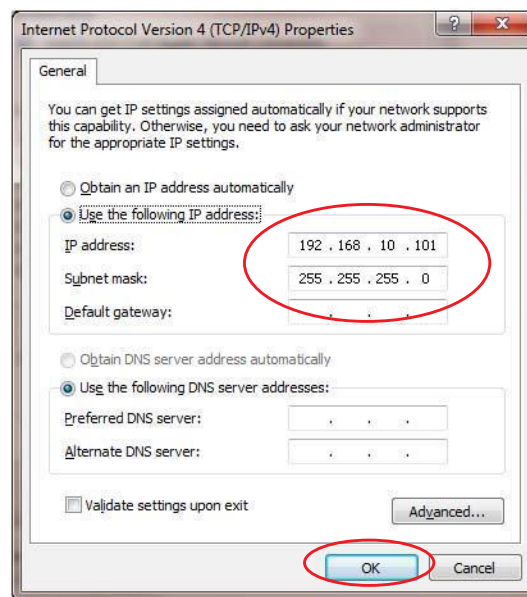 Internet Protocol Version 4 (TCP/IPv4) Properties
General
You can get IP settings assigned automatically if your network supports
this capability. Otherwise, you need to ask your network administrator
for the appropriate IP settings.
Obtain an IP address automatically
Use the following IP address:
IP address: 192 . 168 . 10 . 101
Subnet mask: 255 . 255 . 255 . 0
Default gateway: . . .
Obtain DNS server address automatically
Use the following DNS server addresses:
Preferred DNS server: . . .
Alternate DNS server: . . .
Validate settings upon exit
Advanced...
OK Cancel